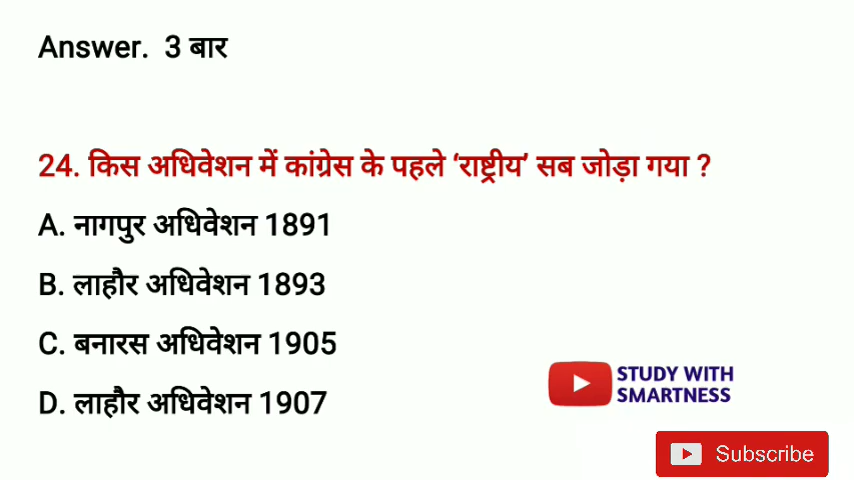 Answer. 3 बार
24. किस अधिवेशन में कांग्रेस के पहले ‘राष्ट्रीय’ सब जोड़ा गया ?
A. नागपुर अधिवेशन 1891
B. लाहौर अधिवेशन 1893
C. बनारस अधिवेशन 1905
D. लाहौर अधिवेशन 1907
STUDY WITH
SMARTNESS
Subscribe